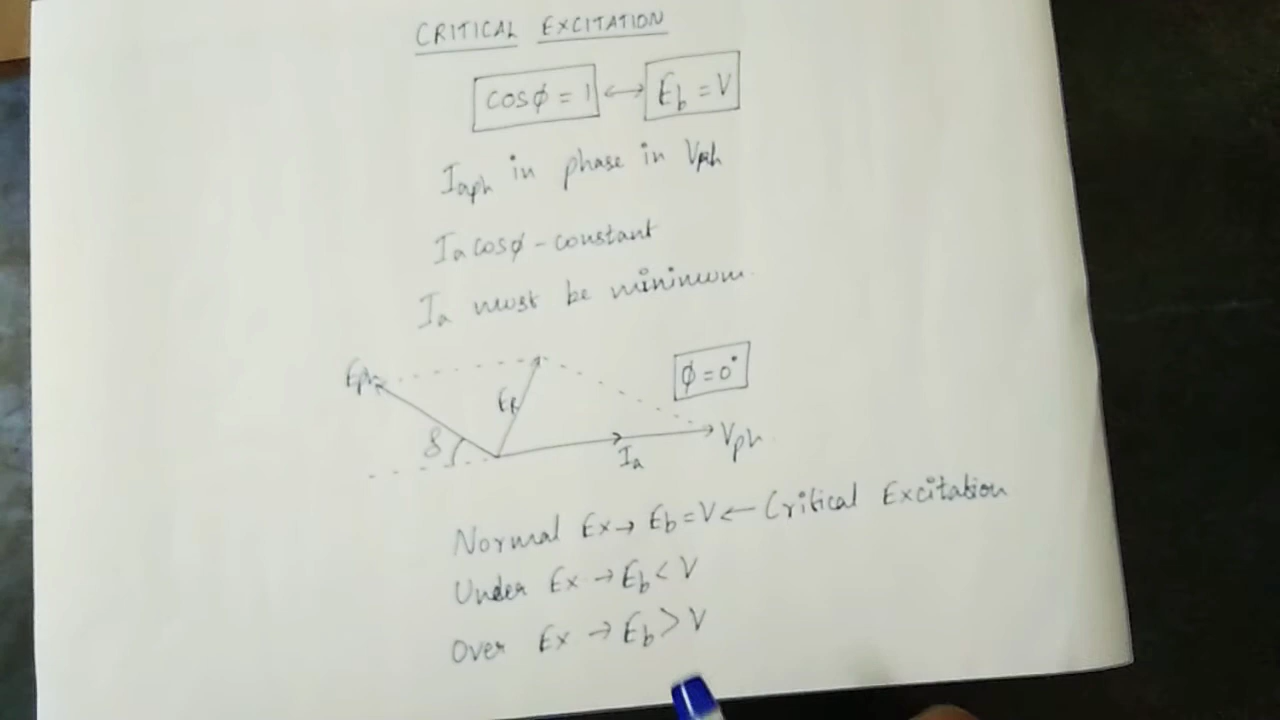 CRITICAL EXCITATION
cosϕ = 1 ↔ Eb = V
Iaph in phase in Vph
Ia cosϕ - constant
Ia must be minimum.
Eph
ER
ϕ = 0°
δ
Ia
Vph
Normal Ex → Eb = V ← Critical Excitation
Under Ex → Eb < V
Over Ex → Eb > V